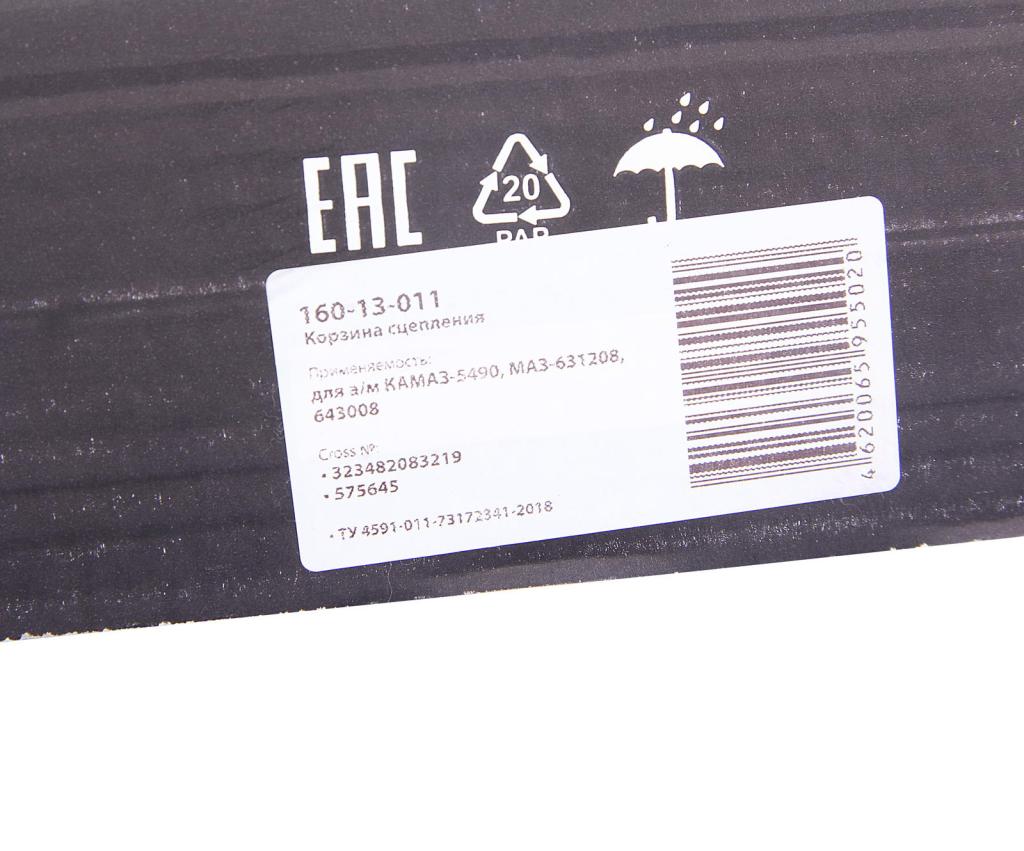 EAC
20
PAP
160-13-011
Корзина сцепления
Применяемость:
для а/м КАМАЗ-5490, МАЗ-631208,
643008
Cross №:
• 323482083219
• 575645
• ТУ 4591-011-73172341-2018
4620065955020